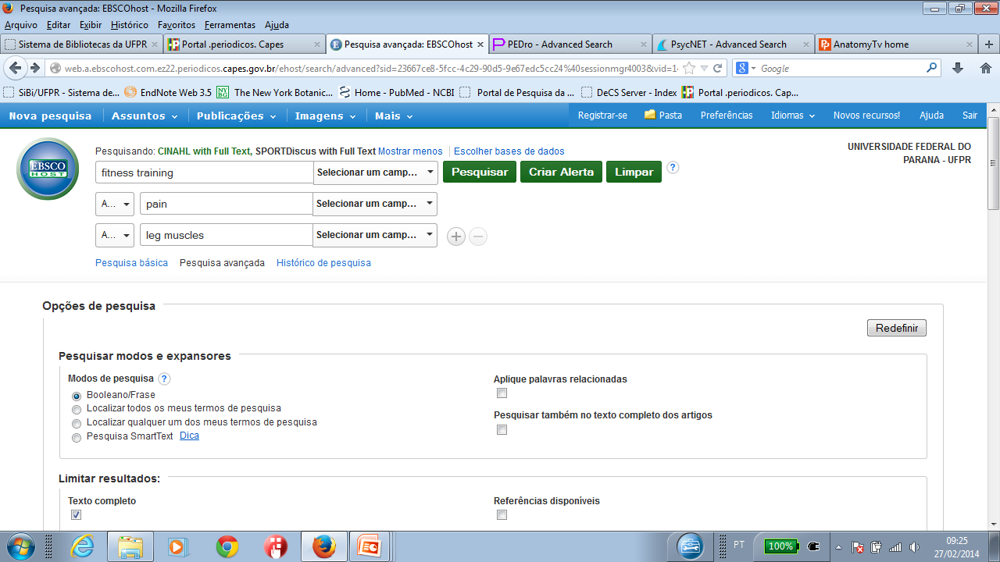 Pesquisa avançada: EBSCOhost - Mozilla Firefox
Arquivo Editar Exibir Histórico Favoritos Ferramentas Ajuda
Sistema de Bibliotecas da UFPR Portal .periodicos. Capes Pesquisa avançada: EBSCOhost PEDro - Advanced Search PsycNET - Advanced Search AnatomyTv home
web.a.ebscohost.com.ez22.periodicos.capes.gov.br/ehost/search/advanced?sid=23667ce8-5fcc-4c29-90d5-9e67edc5cc24%40sessionmgr4003&vid=1 Google
SiBi/UFPR - Sistema de... EndNote Web 3.5 The New York Botanic... Home - PubMed - NCBI Portal de Pesquisa da ... DeCS Server - Index Portal .periodicos. Cap...
Nova pesquisa Assuntos Publicações Imagens Mais Registrar-se Pasta Preferências Idiomas Novos recursos! Ajuda Sair
EBSCO
HOST
Pesquisando: CINAHL with Full Text, SPORTDiscus with Full Text Mostrar menos Escolher bases de dados
UNIVERSIDADE FEDERAL DO
PARANA - UFPR
fitness training Selecionar um camp... Pesquisar Criar Alerta Limpar ?
A... pain Selecionar um camp...
A... leg muscles Selecionar um camp...
Pesquisa básica Pesquisa avançada Histórico de pesquisa
Opções de pesquisa
Redefinir
Pesquisar modos e expansores
Modos de pesquisa ?
Booleano/Frase
Localizar todos os meus termos de pesquisa
Localizar qualquer um dos meus termos de pesquisa
Pesquisa SmartText Dica
Aplique palavras relacionadas
Pesquisar também no texto completo dos artigos
Limitar resultados:
Texto completo Referências disponíveis
PT 100% 09:25
27/02/2014